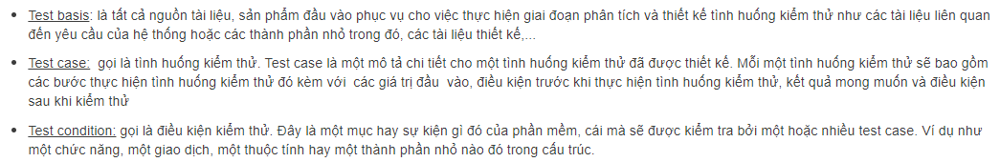 Test basis: là tất cả nguồn tài liệu, sản phẩm đầu vào phục vụ cho việc thực hiện giai đoạn phân tích và thiết kế tình huống kiểm thử như các tài liệu liên quan
đến yêu cầu của hệ thống hoặc các thành phần nhỏ trong đó, các tài liệu thiết kế,...
Test case:  gọi là tình huống kiểm thử. Test case là một mô tả chi tiết cho một tình huống kiểm thử đã được thiết kế. Mỗi một tình huống kiểm thử sẽ bao gồm
các bước thực hiện tình huống kiểm thử đó kèm với  các giá trị đầu  vào, điều kiện trước khi thực hiện tình huống kiểm thử, kết quả mong muốn và điều kiện
sau khi kiểm thử
Test condition: gọi là điều kiện kiểm thử. Đây là một mục hay sự kiện gì đó của phần mềm, cái mà sẽ được kiểm tra bởi một hoặc nhiều test case. Ví dụ như
một chức năng, một giao dịch, một thuộc tính hay một thành phần nhỏ nào đó trong cấu trúc.